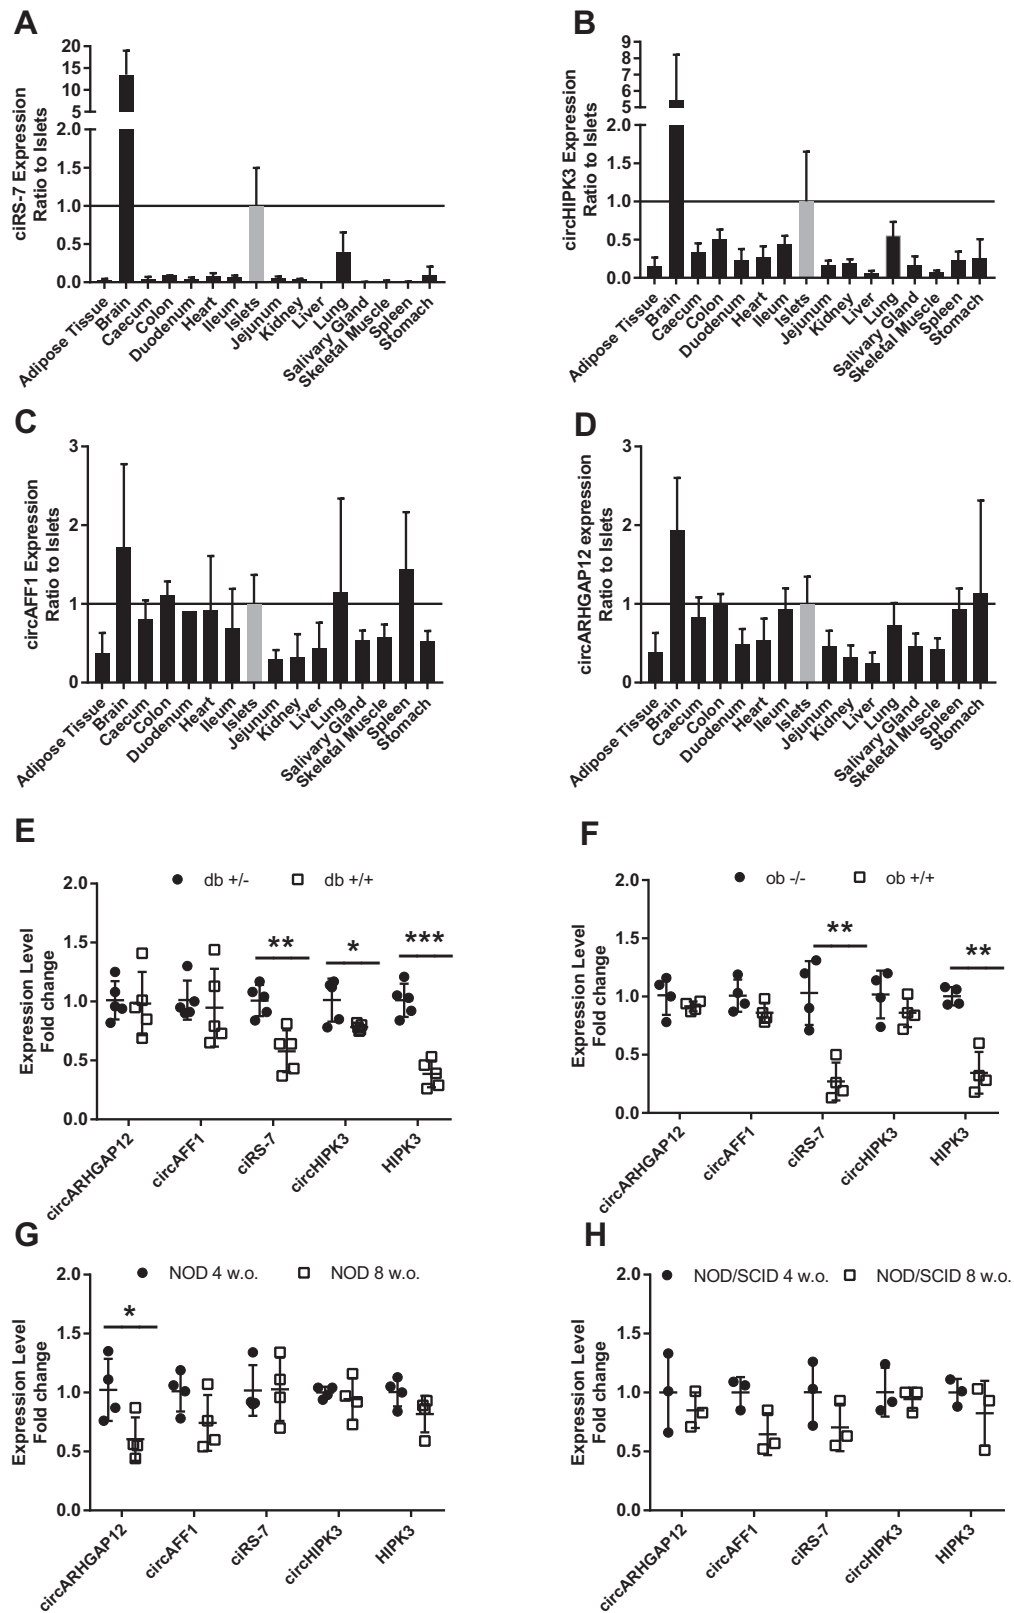 A
ciRS-7 Expression
Ratio to Islets
20
15
10
5
2.0
1.5
1.0
0.5
0.0
Adipose Tissue
Brain
Caecum
Colon
Duodenum
Heart
Ileum
Islets
Jejunum
Kidney
Liver
Lung
Salivary Gland
Skeletal Muscle
Spleen
Stomach
B
circHIPK3 Expression
Ratio to Islets
9
8
7
6
5
2.0
1.5
1.0
0.5
0.0
Adipose Tissue
Brain
Caecum
Colon
Duodenum
Heart
Ileum
Islets
Jejunum
Kidney
Liver
Lung
Salivary Gland
Skeletal Muscle
Spleen
Stomach
C
circAFF1 Expression
Ratio to Islets
3
2
1
0
Adipose Tissue
Brain
Caecum
Colon
Duodenum
Heart
Ileum
Islets
Jejunum
Kidney
Liver
Lung
Salivary Gland
Skeletal Muscle
Spleen
Stomach
D
circARHGAP12 expression
Ratio to Islets
3
2
1
0
Adipose Tissue
Brain
Caecum
Colon
Duodenum
Heart
Ileum
Islets
Jejunum
Kidney
Liver
Lung
Salivary Gland
Skeletal Muscle
Spleen
Stomach
E
db +/-
db +/+
Expression Level
Fold change
2.0
1.5
1.0
0.5
0.0
**
*
***
circARHGAP12
circAFF1
ciRS-7
circHIPK3
HIPK3
F
ob -/-
ob +/+
Expression Level
Fold change
2.0
1.5
1.0
0.5
0.0
**
**
circARHGAP12
circAFF1
ciRS-7
circHIPK3
HIPK3
G
NOD 4 w.o.
NOD 8 w.o.
Expression Level
Fold change
2.0
1.5
1.0
0.5
0.0
*
circARHGAP12
circAFF1
ciRS-7
circHIPK3
HIPK3
H
NOD/SCID 4 w.o.
NOD/SCID 8 w.o.
Expression Level
Fold change
2.0
1.5
1.0
0.5
0.0
circARHGAP12
circAFF1
ciRS-7
circHIPK3
HIPK3